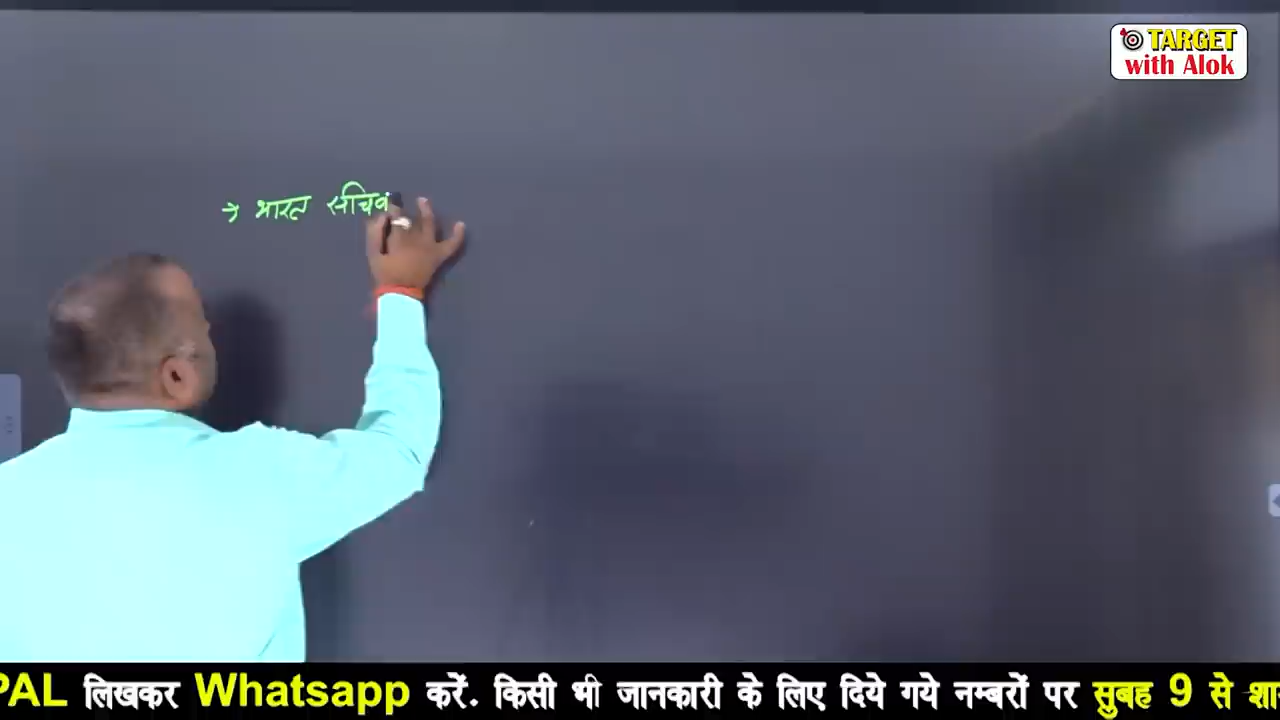 TARGET
with Alok
→ भारत सचिव
PAL लिखकर Whatsapp करें. किसी भी जानकारी के लिए दिये गये नम्बरों पर सुबह 9 से शा